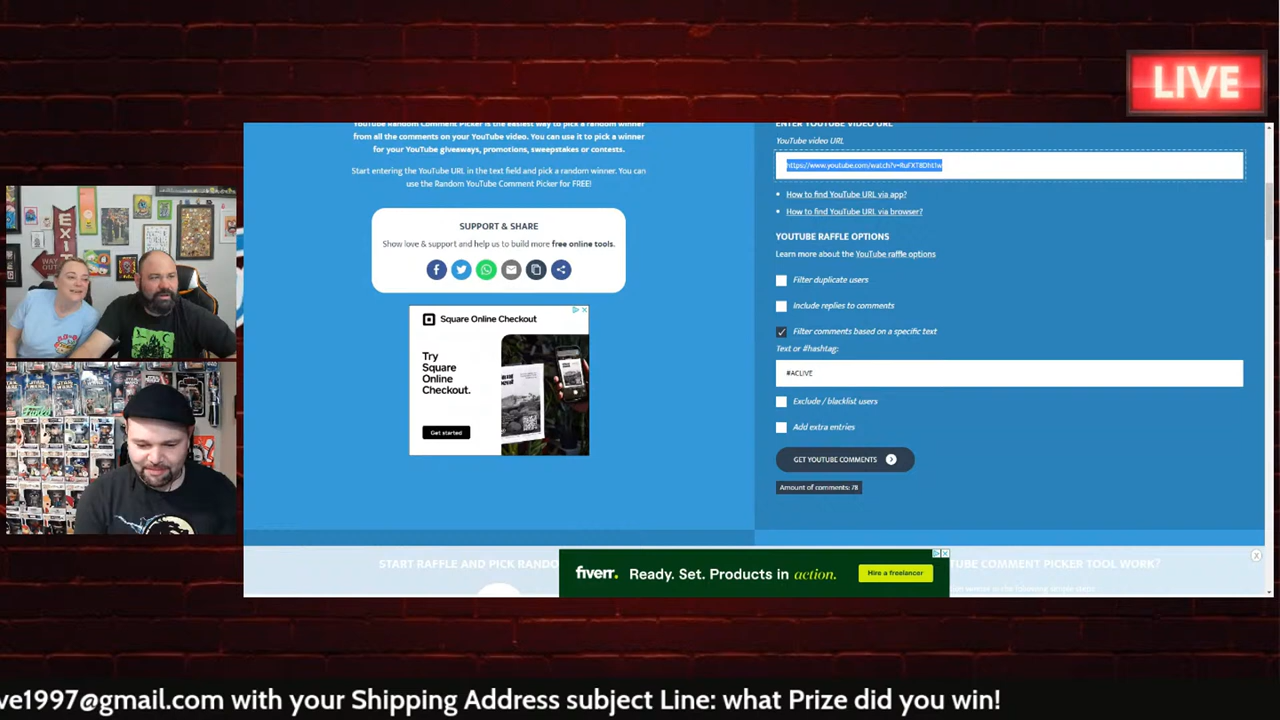 LIVE
YouTube Random Comment Picker is the easiest way to pick a random winner
from all the comments on your YouTube video. You can use it to pick a winner
for your YouTube giveaways, promotions, sweepstakes or contests.
Start entering the YouTube URL in the text field and pick a random winner. You can
use the Random YouTube Comment Picker for FREE!
SUPPORT & SHARE
Show love & support and help us to build more free online tools.
Square Online Checkout
Try
Square
Online
Checkout.
Get started
ENTER YOUTUBE VIDEO URL
YouTube video URL
How to find YouTube URL via app?
How to find YouTube URL via browser?
YOUTUBE RAFFLE OPTIONS
Learn more about the YouTube raffle options
Filter duplicate users
Include replies to comments
Filter comments based on a specific text
Text or #hashtag:
#ACLIVE
Exclude / blacklist users
Add extra entries
GET YOUTUBE COMMENTS
Amount of comments: 78
START RAFFLE AND PICK RANDO
TUBE COMMENT PICKER TOOL WORK?
fiverr. Ready. Set. Products in action. Hire a freelancer
EXIT
WAY OUT
ve1997@gmail.com with your Shipping Address subject Line: what Prize did you win!